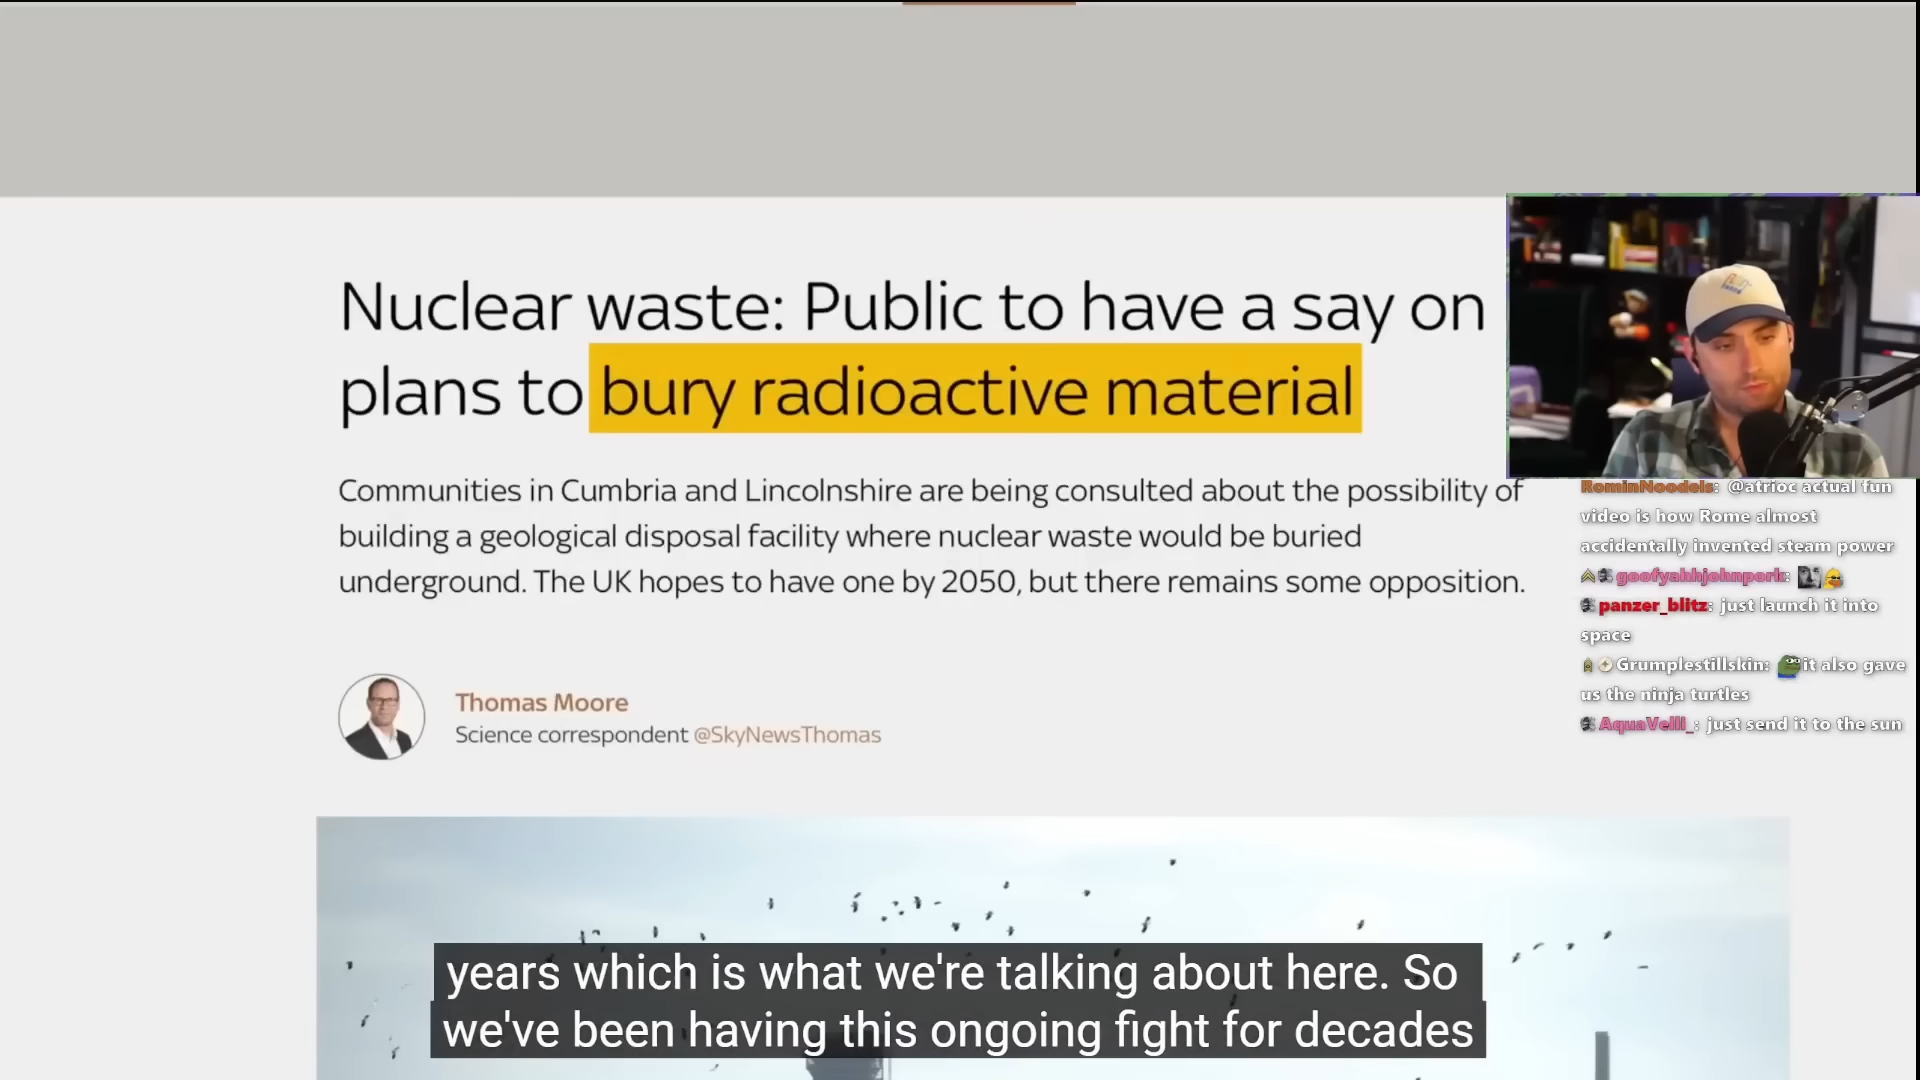 Nuclear waste: Public to have a say on
plans to bury radioactive material
Communities in Cumbria and Lincolnshire are being consulted about the possibility of
building a geological disposal facility where nuclear waste would be buried
underground. The UK hopes to have one by 2050, but there remains some opposition.
Thomas Moore
Science correspondent @SkyNewsThomas
RominNoodels: @atrioc actual fun
video is how Rome almost
accidentally invented steam power
goofyahhjohnpork:
panzer_blitz: just launch it into
space
Grumplestillskin: it also gave
us the ninja turtles
AquaVelli_: just send it to the sun
years which is what we're talking about here. So
we've been having this ongoing fight for decades